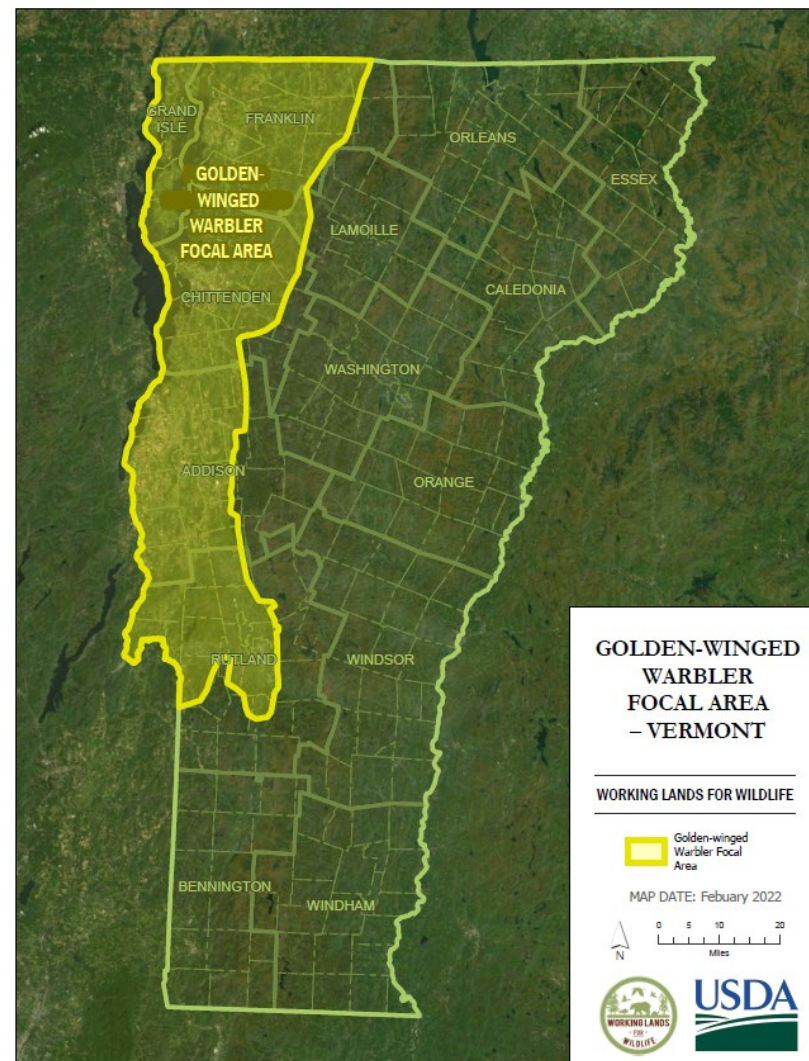 GRAND
ISLE
FRANKLIN
ORLEANS
ESSEX
GOLDEN-
WINGED
WARBLER
FOCAL AREA
LAMOILLE
CALEDONIA
CHITTENDEN
WASHINGTON
ADDISON
ORANGE
RUTLAND
WINDSOR
BENNINGTON
WINDHAM
GOLDEN-WINGED
WARBLER
FOCAL AREA
– VERMONT
WORKING LANDS FOR WILDLIFE
Golden-winged
Warbler Focal
Area
MAP DATE: Febuary 2022
0 5 10 20
Miles
N
WORKING LANDS
FOR
WILDLIFE
USDA